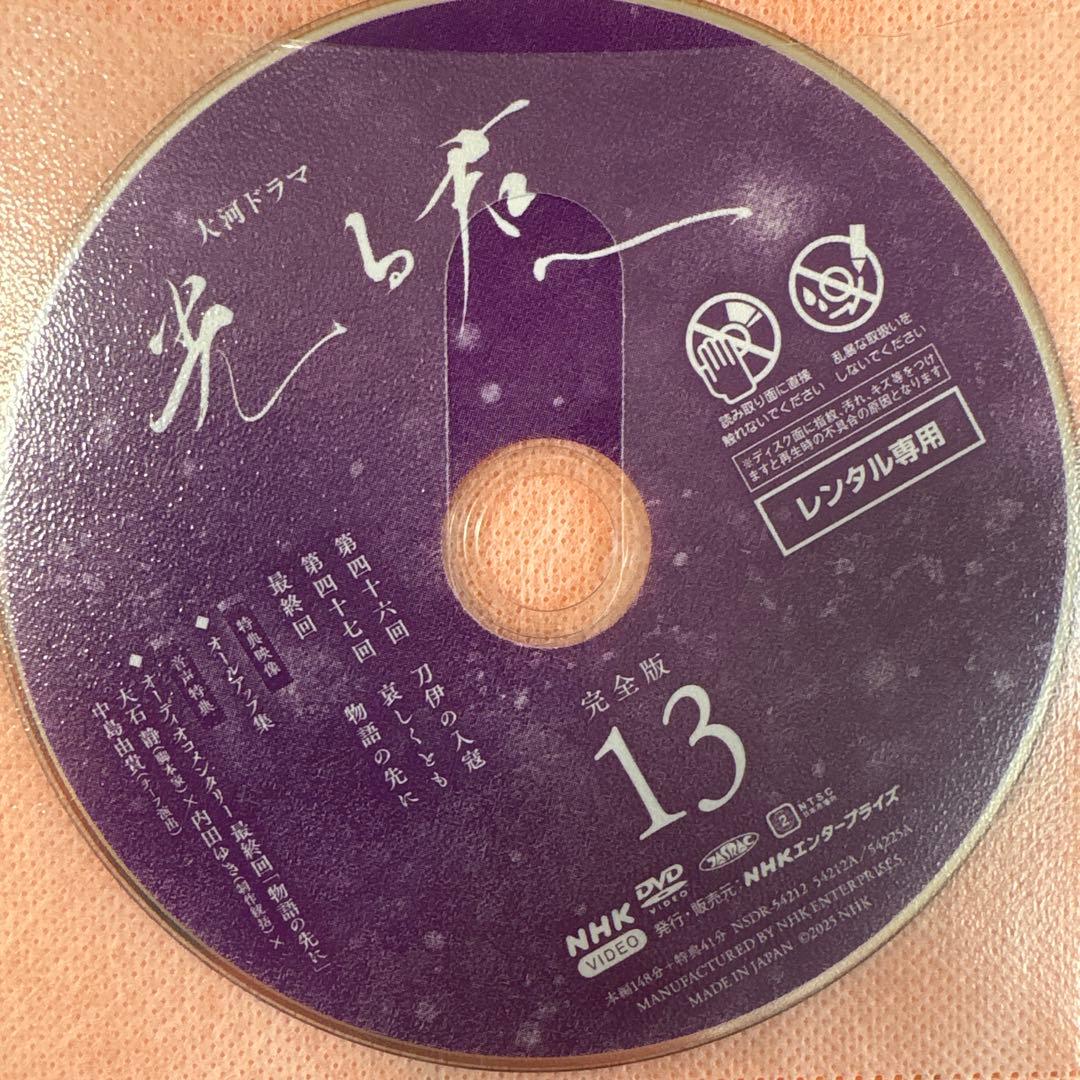 大河ドラマ
光る君へ
読み取り面に直接
触れないでください
乱暴な取扱いを
しないでください
※ディスク面に指紋、汚れ、キズ等をつけ
ますと再生時の不具合の原因となります
レンタル専用
第四十六回 刀伊の入寇
第四十七回 哀しくとも
最終回 物語の先に
特典映像
◆オールアップ集
音声特典
◆オーディオコメンタリー 最終回「物語の先に」
大石 静(脚本家)×内田ゆき(制作統括)×
中島由貴(チーフ演出)
完全版
13
NHK
VIDEO
DVD
VIDEO
JASRAC
2
NTSC
日本市場向
発行・販売元:NHKエンタープライズ
本編148分+特典41分 NSDR-54212 54212A/54225A
MANUFACTURED BY NHK ENTERPRISES
MADE IN JAPAN ©2025 NHK